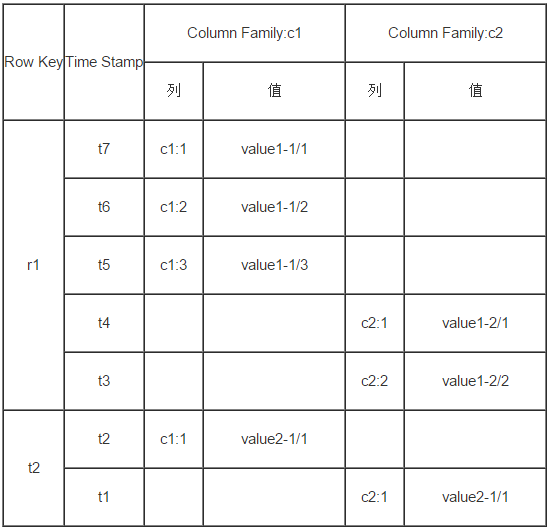 Row Key Time Stamp Column Family:c1 Column Family:c2
列 值 列 值
r1
t7 c1:1 value1-1/1
t6 c1:2 value1-1/2
t5 c1:3 value1-1/3
t4 c2:1 value1-2/1
t3 c2:2 value1-2/2
t2
t2 c1:1 value2-1/1
t1 c2:1 value2-1/1